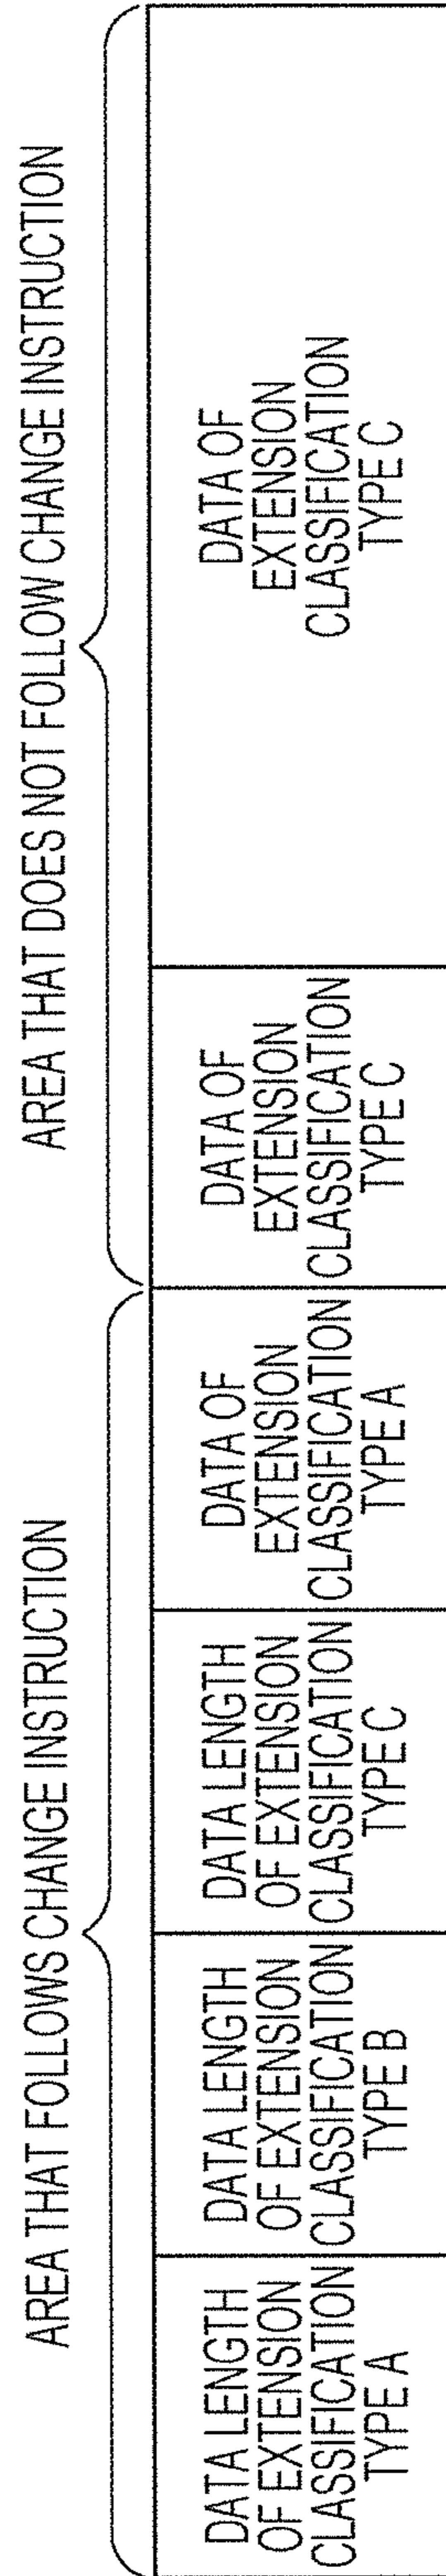 AREA THAT FOLLOWS CHANGE INSTRUCTION
AREA THAT DOES NOT FOLLOW CHANGE INSTRUCTION
DATA LENGTH
OF EXTENSION
CLASSIFICATION
TYPE A
DATA LENGTH
OF EXTENSION
CLASSIFICATION
TYPE B
DATA LENGTH
OF EXTENSION
CLASSIFICATION
TYPE C
DATA OF
EXTENSION
CLASSIFICATION
TYPE A
DATA OF
EXTENSION
CLASSIFICATION
TYPE C
DATA OF
EXTENSION
CLASSIFICATION
TYPE C